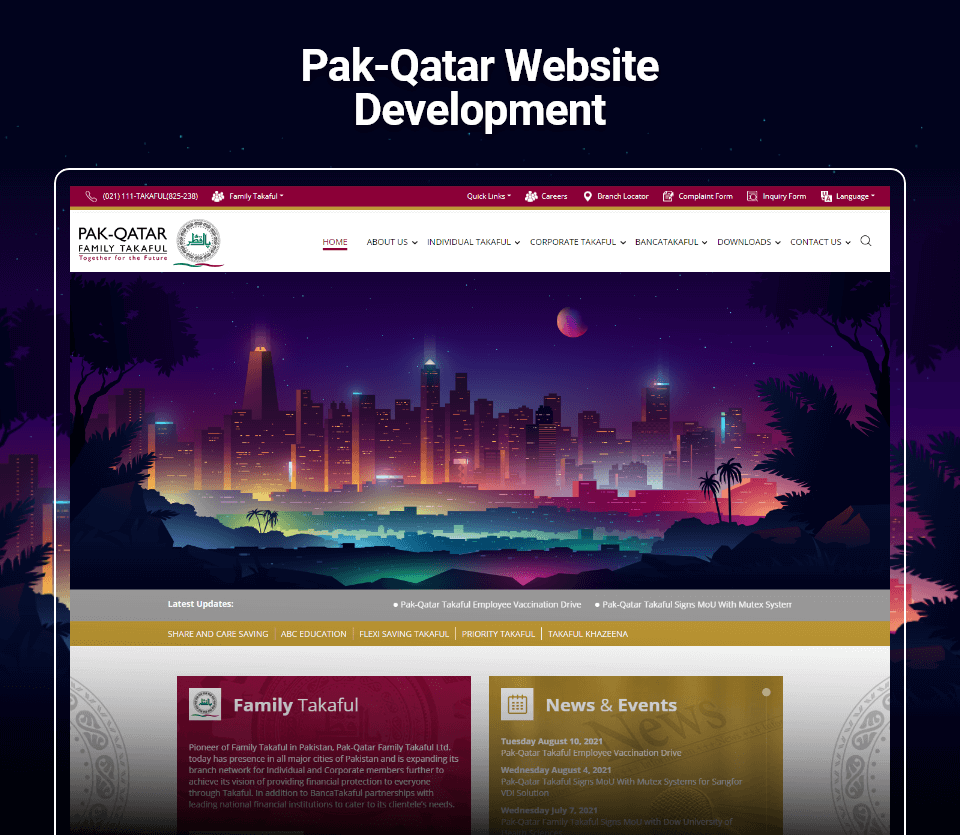 Pak-Qatar Website
Development
(021) 111-TAKAFUL(825-238) Family Takaful Quick Links Careers Branch Locator Complaint Form Inquiry Form Language
PAK-QATAR
FAMILY TAKAFUL
Together for the Future
HOME ABOUT US INDIVIDUAL TAKAFUL CORPORATE TAKAFUL BANCATAKAFUL DOWNLOADS CONTACT US
Latest Updates: • Pak-Qatar Takaful Employee Vaccination Drive • Pak-Qatar Takaful Signs MoU With Mutex System
SHARE AND CARE SAVING ABC EDUCATION FLEXI SAVING TAKAFUL PRIORITY TAKAFUL TAKAFUL KHAZEENA
Family Takaful
Pioneer of Family Takaful in Pakistan, Pak-Qatar Family Takaful Ltd.
today has presence in all major cities of Pakistan and is expanding its
branch network for Individual and Corporate members further to
achieve its vision of providing financial protection to everyone
through Takaful. In addition to BancaTakaful partnerships with
leading national financial institutions to cater to its clientele's needs.
News & Events
News
Tuesday August 10, 2021
Pak-Qatar Takaful Employee Vaccination Drive
Wednesday August 4, 2021
Pak-Qatar Takaful Signs MoU With Mutex Systems for Sangfor
VDI Solution
Wednesday July 7, 2021
Pak-Qatar Family Takaful Signs MoU with Dow University of